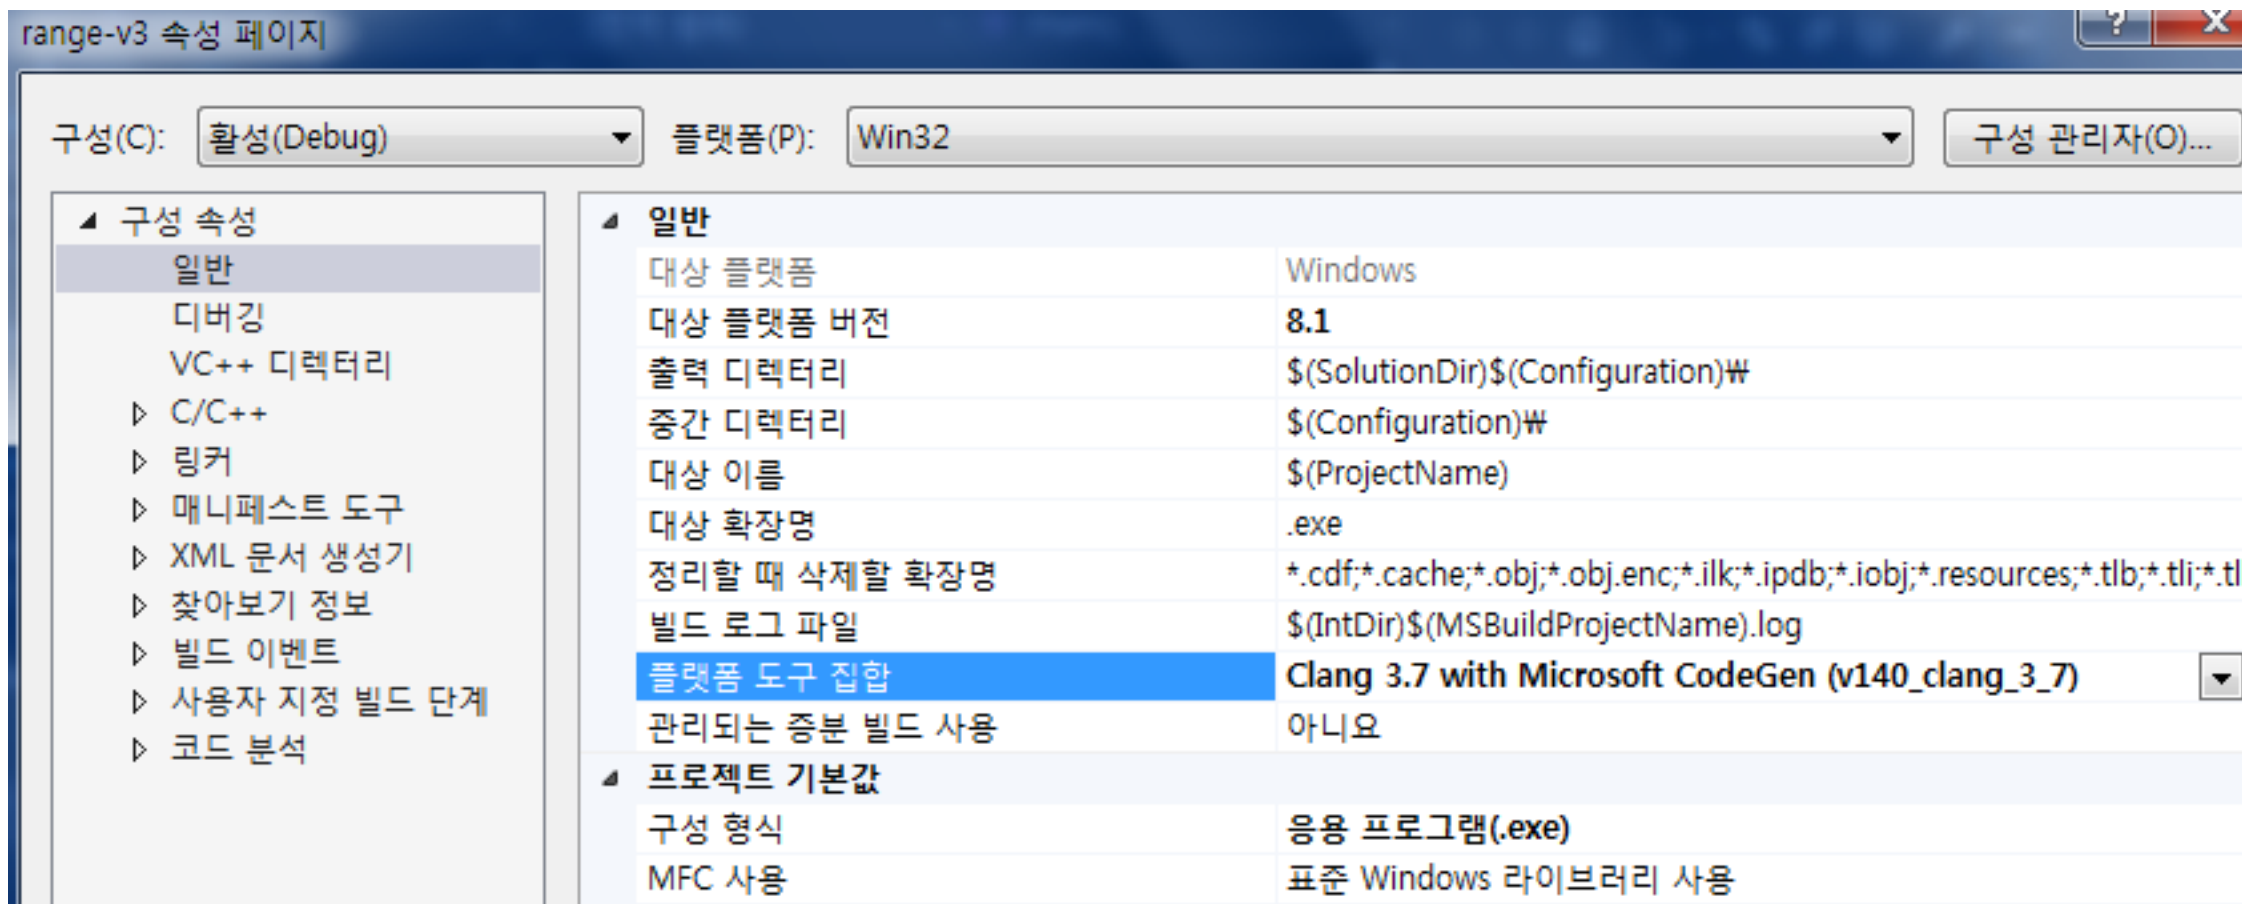 range-v3 속성 페이지
?
구성(C): 활성(Debug) 플랫폼(P): Win32 구성 관리자(O)...
구성 속성
일반
디버깅
VC++ 디렉터리
C/C++
링커
매니페스트 도구
XML 문서 생성기
찾아보기 정보
빌드 이벤트
사용자 지정 빌드 단계
코드 분석
일반
대상 플랫폼 Windows
대상 플랫폼 버전 8.1
출력 디렉터리 $(SolutionDir)$(Configuration)₩
중간 디렉터리 $(Configuration)₩
대상 이름 $(ProjectName)
대상 확장명 .exe
정리할 때 삭제할 확장명 *.cdf;*.cache;*.obj;*.obj.enc;*.ilk;*.ipdb;*.iobj;*.resources;*.tlb;*.tli;*.tl
빌드 로그 파일 $(IntDir)$(MSBuildProjectName).log
플랫폼 도구 집합 Clang 3.7 with Microsoft CodeGen (v140_clang_3_7)
관리되는 증분 빌드 사용 아니요
프로젝트 기본값
구성 형식 응용 프로그램(.exe)
MFC 사용 표준 Windows 라이브러리 사용